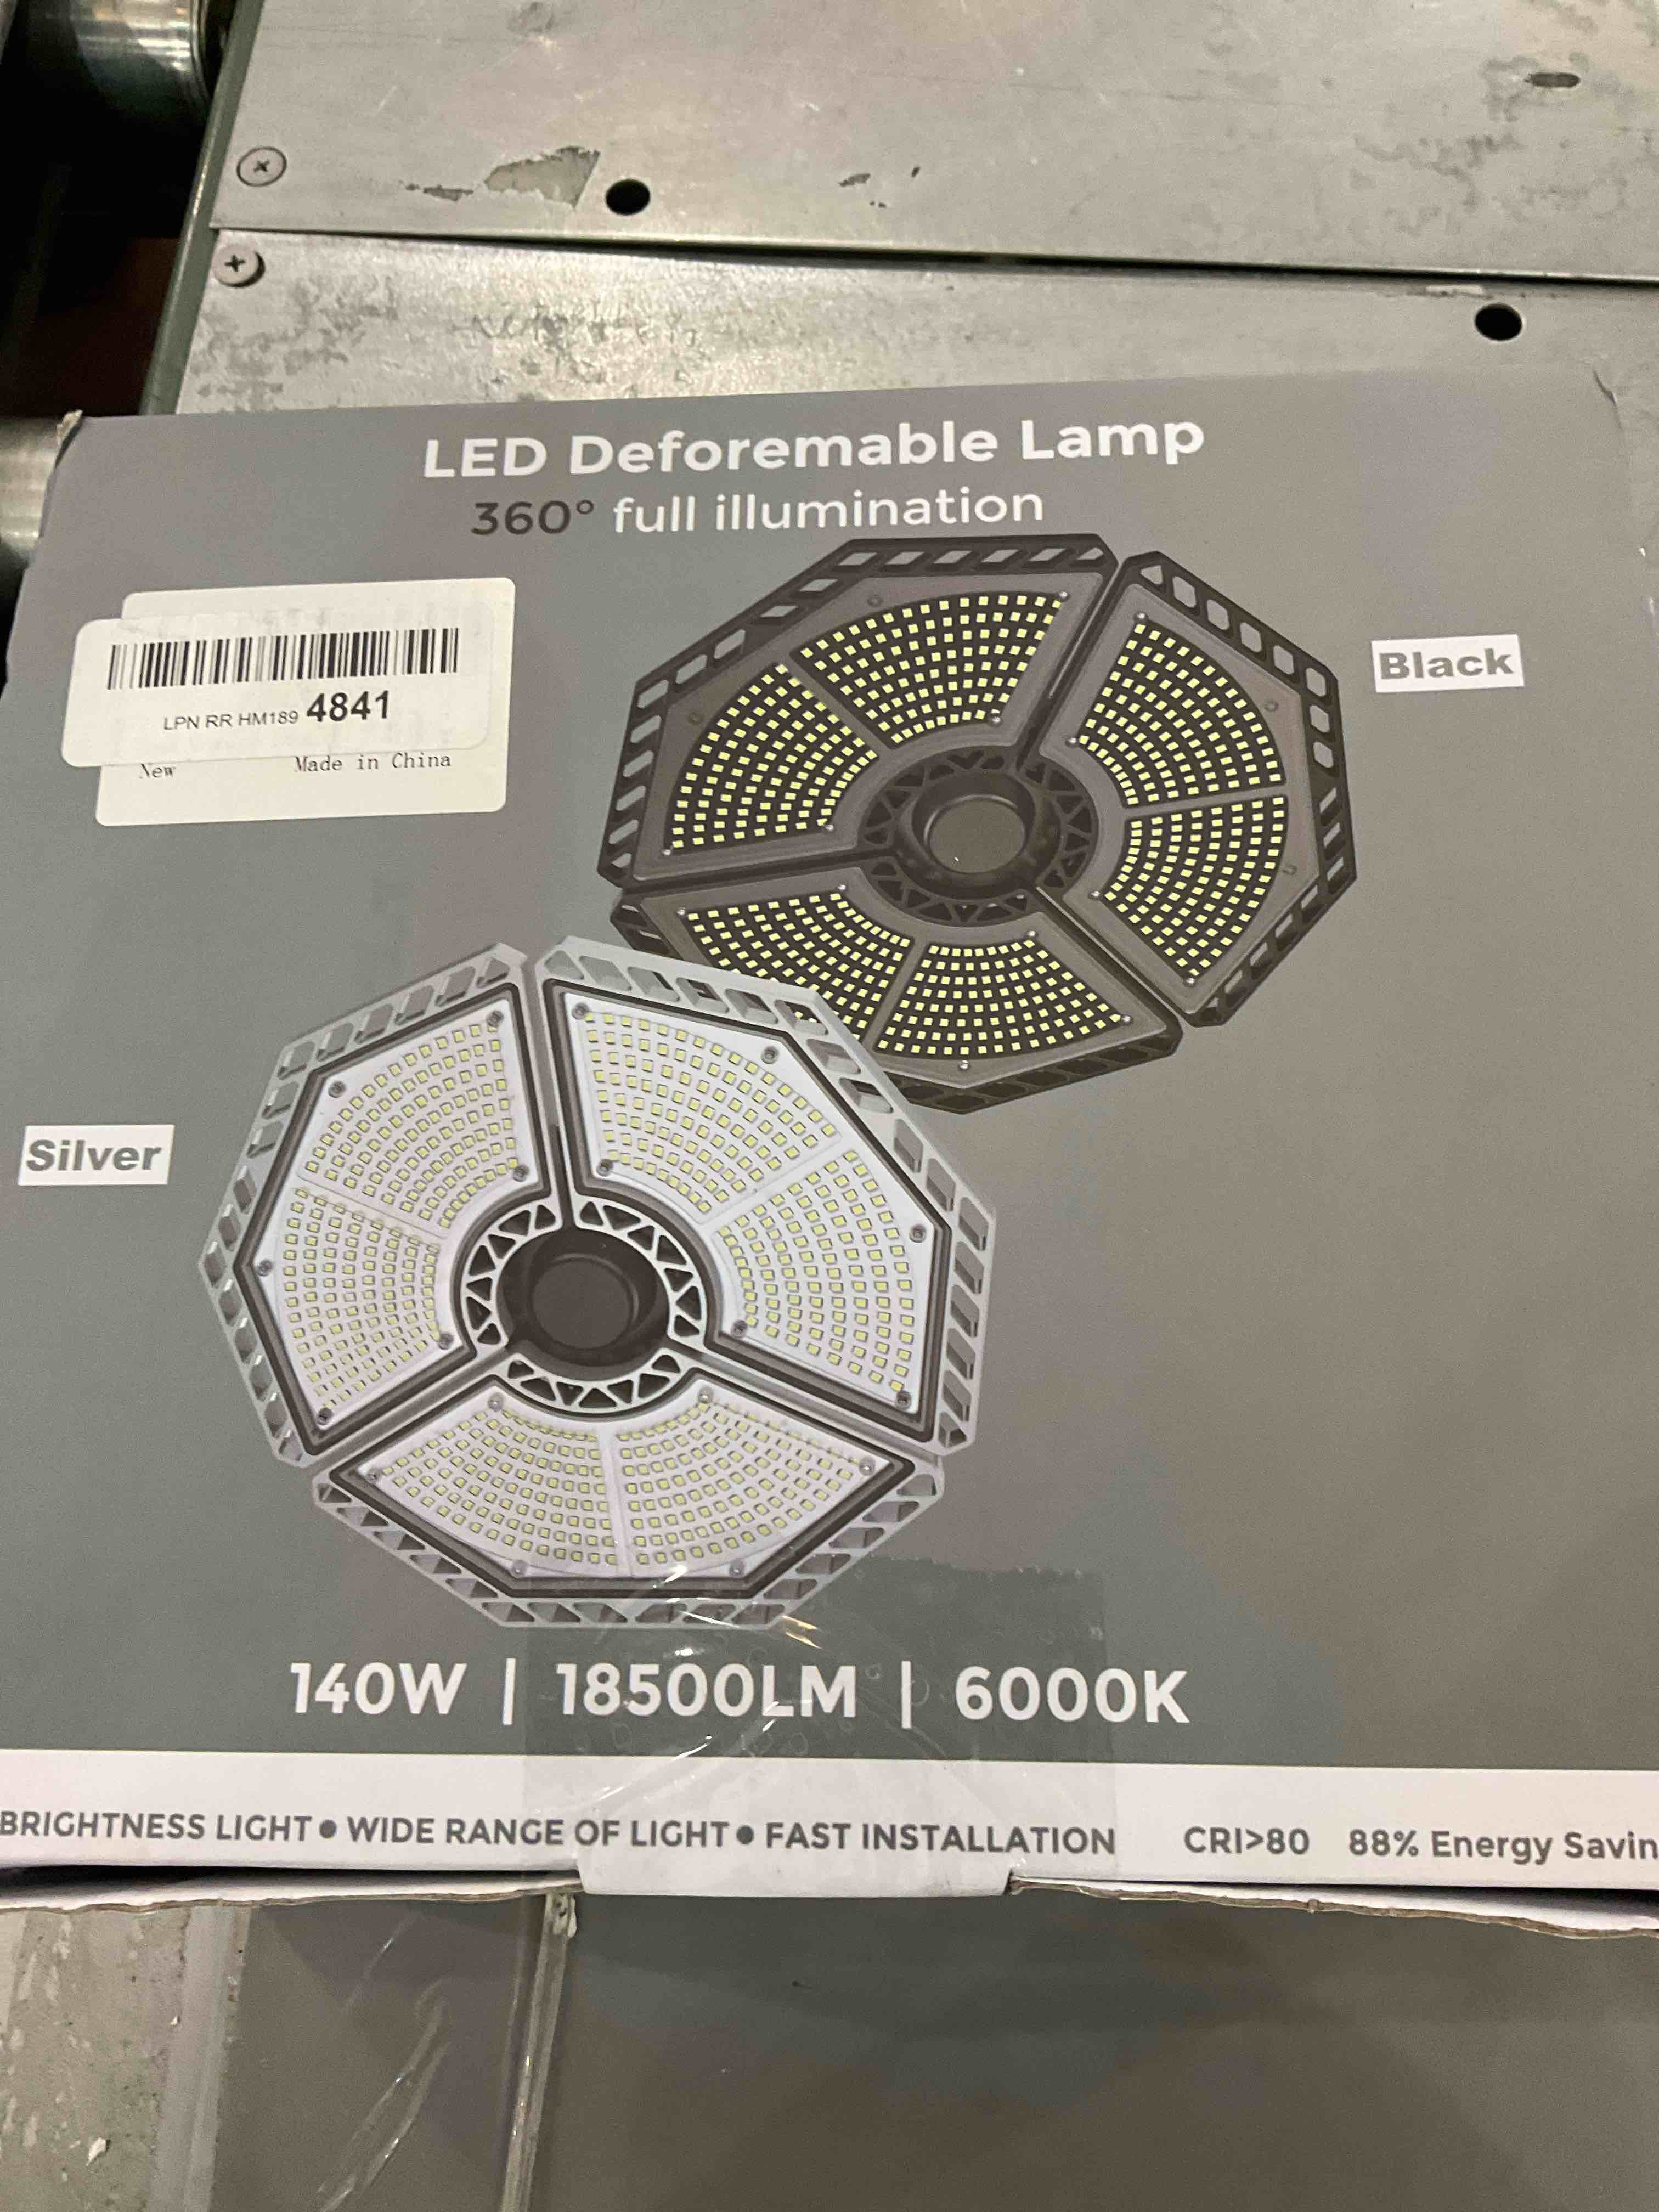 LED Deforemable Lamp
360° full illumination
LPN RR HM189 4841
New Made in China
Black
Silver
140W | 18500LM | 6000K
BRIGHTNESS LIGHT ● WIDE RANGE OF LIGHT ● FAST INSTALLATION CRI>80 88% Energy Savin